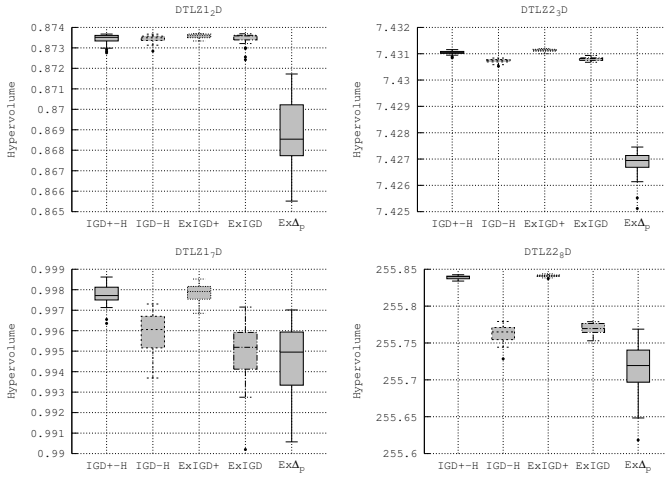 DTLZ1₂D
Hypervolume
0.874
0.873
0.872
0.871
0.87
0.869
0.868
0.867
0.866
0.865
IGD+-H IGD-H ExIGD+ ExIGD ExΔₚ
DTLZ2₃D
Hypervolume
7.432
7.431
7.43
7.429
7.428
7.427
7.426
7.425
IGD+-H IGD-H ExIGD+ ExIGD ExΔₚ
DTLZ1₇D
Hypervolume
0.999
0.998
0.997
0.996
0.995
0.994
0.993
0.992
0.991
0.99
IGD+-H IGD-H ExIGD+ ExIGD ExΔₚ
DTLZ2₈D
Hypervolume
255.85
255.8
255.75
255.7
255.65
255.6
IGD+-H IGD-H ExIGD+ ExIGD ExΔₚ